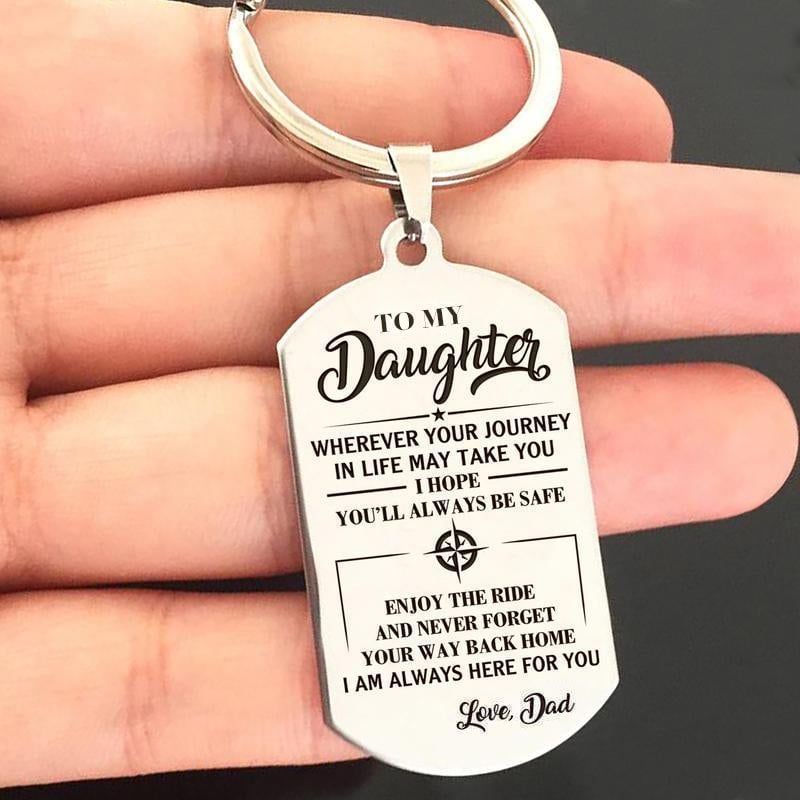 TO MY
Daughter
WHEREVER YOUR JOURNEY
IN LIFE MAY TAKE YOU
I HOPE
YOU'LL ALWAYS BE SAFE
ENJOY THE RIDE
AND NEVER FORGET
YOUR WAY BACK HOME
I AM ALWAYS HERE FOR YOU
Love, Dad